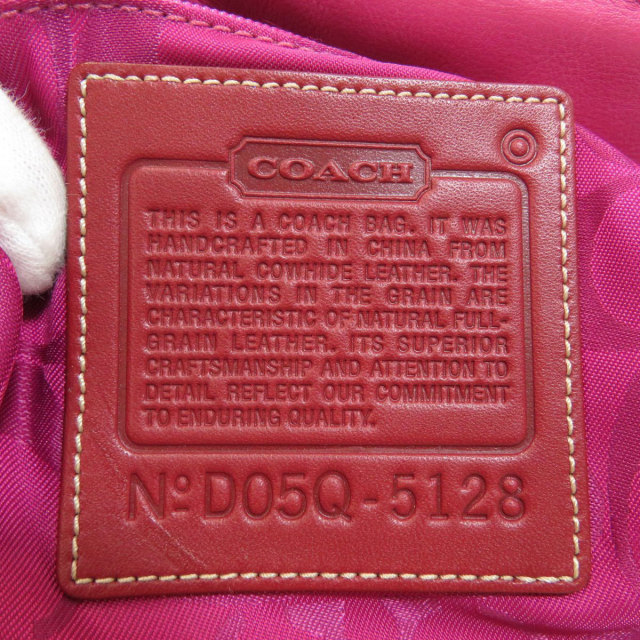 COACH
THIS IS A COACH BAG. IT WAS
HANDCRAFTED IN CHINA FROM
NATURAL COWHIDE LEATHER. THE
VARIATIONS IN THE GRAIN ARE
CHARACTERISTIC OF NATURAL FULL-
GRAIN LEATHER. ITS SUPERIOR
CRAFTSMANSHIP AND ATTENTION TO
DETAIL REFLECT OUR COMMITMENT
TO ENDURING QUALITY.
Nº D05Q-5128